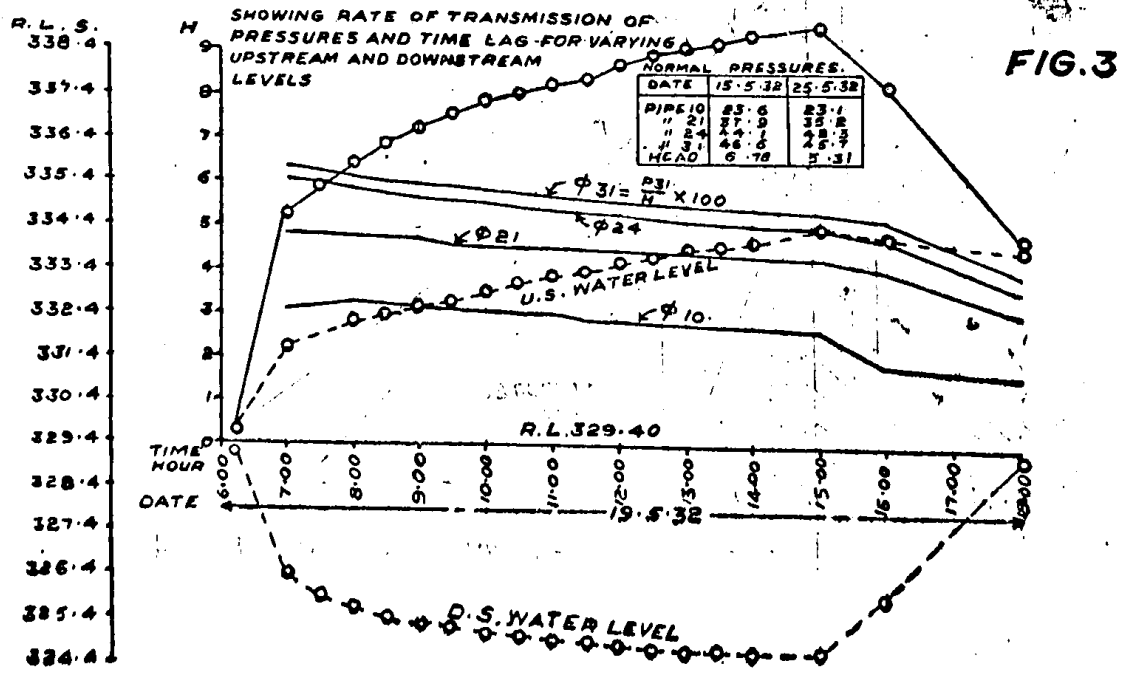 R.L.S.
338.4
337.4
336.4
335.4
334.4
333.4
332.4
331.4
330.4
329.4
328.4
327.4
326.4
325.4
324.4
H
9
8
7
6
5
4
3
2
1
0
SHOWING RATE OF TRANSMISSION OF
PRESSURES AND TIME LAG-FOR VARYING
UPSTREAM AND DOWNSTREAM
LEVELS
FIG.3
NORMAL PRESSURES.
DATE 15.5.32 25.5.32
PIPE 10 23.6 23.1
" 21 37.9 35.2
" 24 44.1 42.3
" 31 46.6 45.7
HEAD 6.78 5.31
φ31 = P31/H × 100
φ24
φ21
U.S. WATER LEVEL
φ10.
R.L.329.40
TIME
HOUR
6.00 7.00 8.00 9.00 10.00 11.00 12.00 13.00 14.00 15.00 16.00 17.00 18.00
DATE
19.5.32
D.S. WATER LEVEL